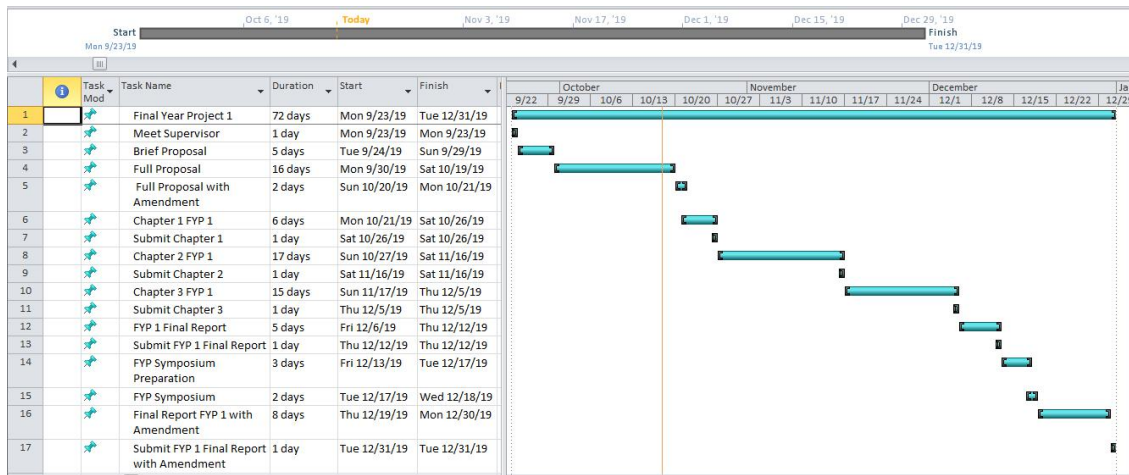 Oct 6, '19 Today Nov 3, '19 Nov 17, '19 Dec 1, '19 Dec 15, '19 Dec 29, '19
Start Finish
Mon 9/23/19 Tue 12/31/19
Task Mod Task Name Duration Start Finish
October November December Ja
9/22 9/29 10/6 10/13 10/20 10/27 11/3 11/10 11/17 11/24 12/1 12/8 12/15 12/22 12/29
1 Final Year Project 1 72 days Mon 9/23/19 Tue 12/31/19
2 Meet Supervisor 1 day Mon 9/23/19 Mon 9/23/19
3 Brief Proposal 5 days Tue 9/24/19 Sun 9/29/19
4 Full Proposal 16 days Mon 9/30/19 Sat 10/19/19
5 Full Proposal with 2 days Sun 10/20/19 Mon 10/21/19
Amendment
6 Chapter 1 FYP 1 6 days Mon 10/21/19 Sat 10/26/19
7 Submit Chapter 1 1 day Sat 10/26/19 Sat 10/26/19
8 Chapter 2 FYP 1 17 days Sun 10/27/19 Sat 11/16/19
9 Submit Chapter 2 1 day Sat 11/16/19 Sat 11/16/19
10 Chapter 3 FYP 1 15 days Sun 11/17/19 Thu 12/5/19
11 Submit Chapter 3 1 day Thu 12/5/19 Thu 12/5/19
12 FYP 1 Final Report 5 days Fri 12/6/19 Thu 12/12/19
13 Submit FYP 1 Final Report 1 day Thu 12/12/19 Thu 12/12/19
14 FYP Symposium 3 days Fri 12/13/19 Tue 12/17/19
Preparation
15 FYP Symposium 2 days Tue 12/17/19 Wed 12/18/19
16 Final Report FYP 1 with 8 days Thu 12/19/19 Mon 12/30/19
Amendment
17 Submit FYP 1 Final Report 1 day Tue 12/31/19 Tue 12/31/19
with Amendment